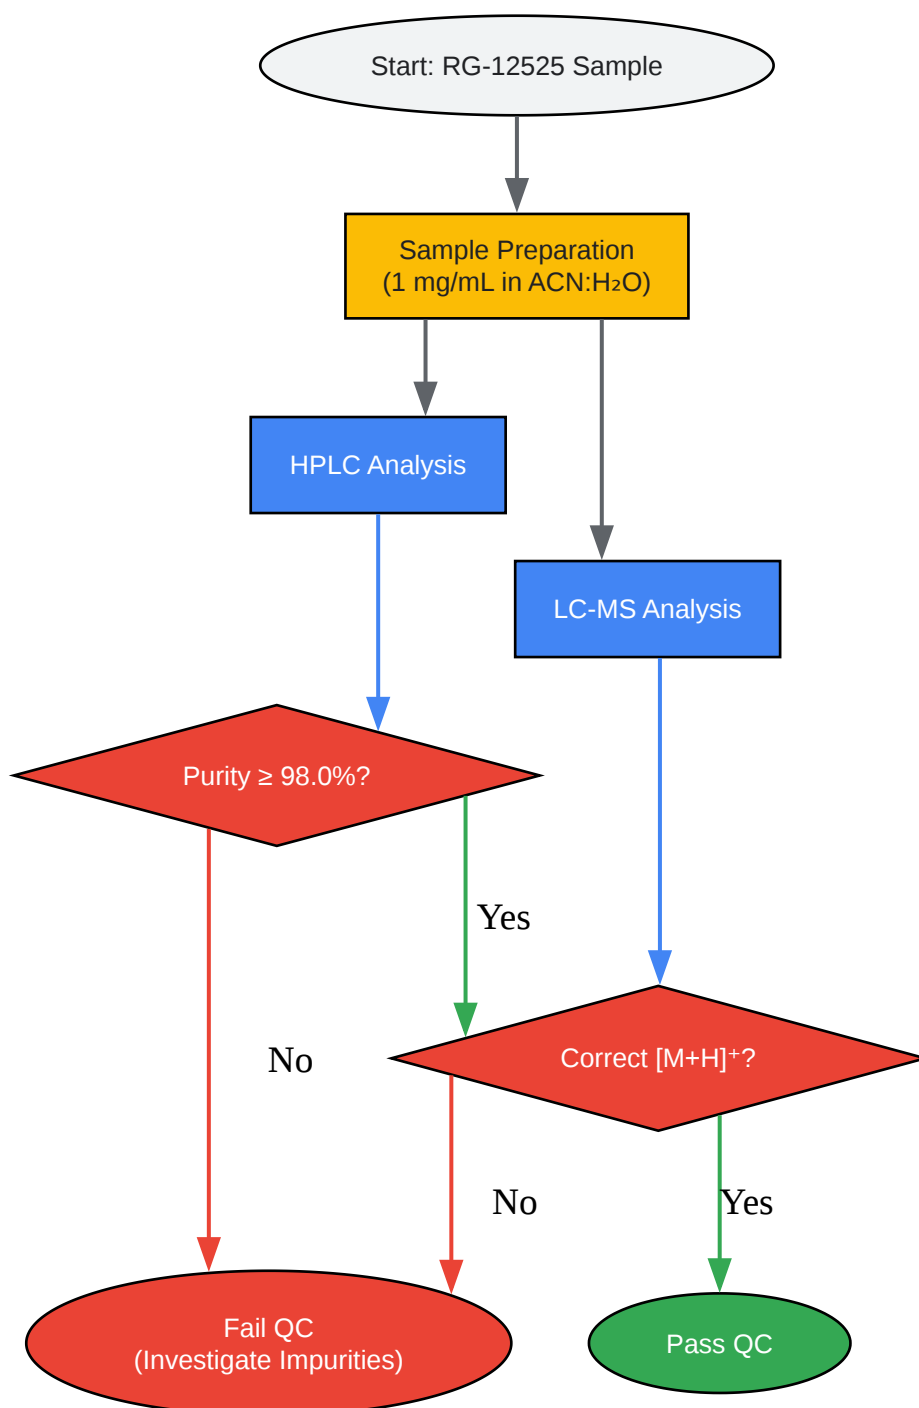 Start: RG-12525 Sample
Sample Preparation
(1 mg/mL in ACN:H₂O)
HPLC Analysis
LC-MS Analysis
Purity ≥ 98.0%?
Yes
No
Correct [M+H]⁺?
No
Yes
Fail QC
(Investigate Impurities)
Pass QC